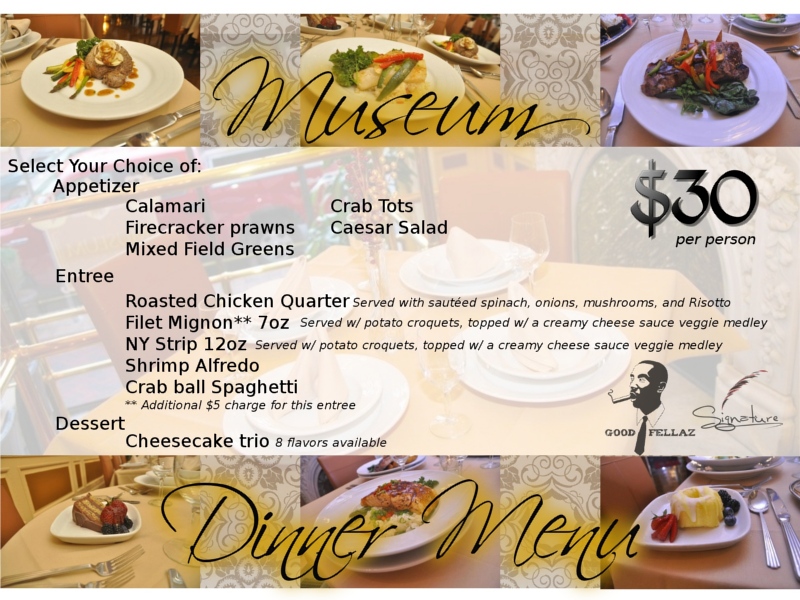 Museum
Select Your Choice of:
Appetizer
Calamari
Crab Tots
Firecracker prawns
Caesar Salad
Mixed Field Greens
$30
per person
Entree
Roasted Chicken Quarter Served with sautéed spinach, onions, mushrooms, and Risotto
Filet Mignon** 7oz Served w/ potato croquets, topped w/ a creamy cheese sauce veggie medley
NY Strip 12oz Served w/ potato croquets, topped w/ a creamy cheese sauce veggie medley
Shrimp Alfredo
Crab ball Spaghetti
** Additional $5 charge for this entree
Dessert
Cheesecake trio 8 flavors available
GOOD FELLAZ
Signature
Dinner Menu